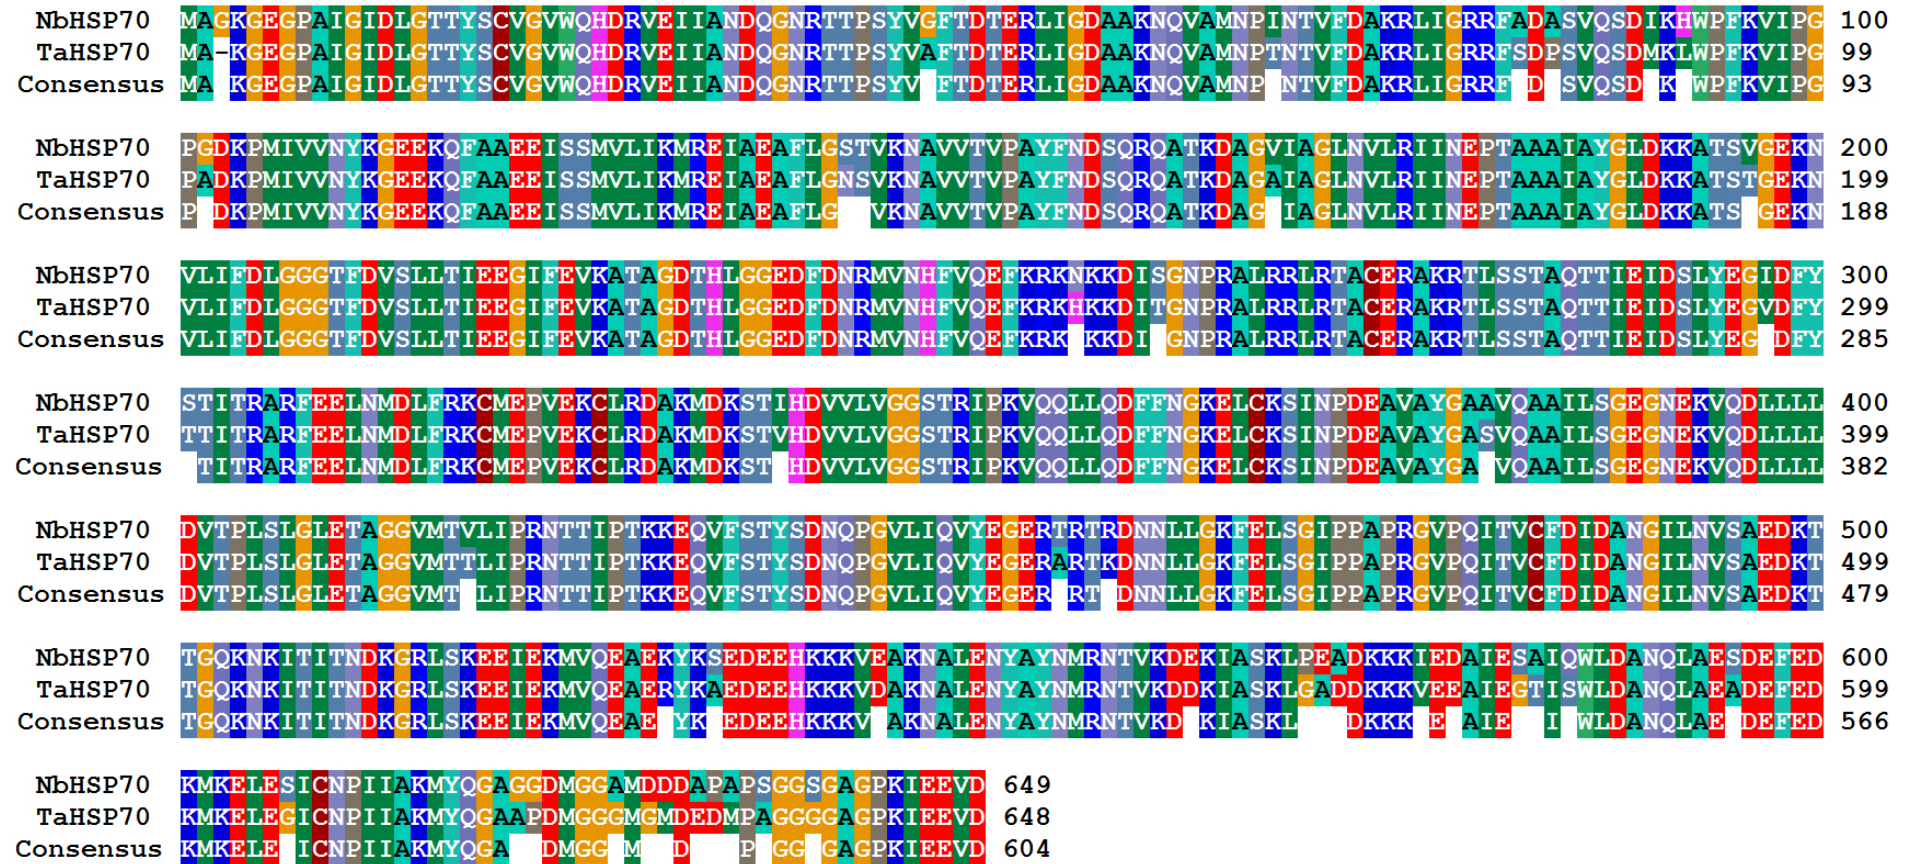 NbHSP70 MAGKGEGPAIGIDLGTTYSCVGVWQHDRVEIIANDQGNRTTPSYVGFTDTERLIGDAAKNQVAMNPINTVFDAKRLIGRRFADASVQSDIKHWPFKVIPG 100
TaHSP70 MA-KGEGPAIGIDLGTTYSCVGVWQHDRVEIIANDQGNRTTPSYVAFTDTERLIGDAAKNQVAMNPTNTVFDAKRLIGRRFSDPSVQSDMKLWPFKVIPG 99
Consensus MA KGEGPAIGIDLGTTYSCVGVWQHDRVEIIANDQGNRTTPSYV FTDTERLIGDAAKNQVAMNP NTVFDAKRLIGRRF D SVQSD K WPFKVIPG 93
NbHSP70 PGDKPMIVVNYKGEEKQFAAEEISSMVLIKMREIAEAFLGSTVKNAVVTVPAYFNDSQRQATKDAGVIAGLNVLRIINEPTAAAIAYGLDKKATSVGEKN 200
TaHSP70 PADKPMIVVNYKGEEKQFAAEEISSMVLIKMREIAEAFLGNSVKNAVVTVPAYFNDSQRQATKDAGAIAGLNVLRIINEPTAAAIAYGLDKKATSTGEKN 199
Consensus P DKPMIVVNYKGEEKQFAAEEISSMVLIKMREIAEAFLG  VKNAVVTVPAYFNDSQRQATKDAG IAGLNVLRIINEPTAAAIAYGLDKKATS GEKN 188
NbHSP70 VLIFDLGGGTFDVSLLTIEEGIFEVKATAGDTHLGGEDFDNRMVNHFVQEFKRKNKKDISGNPRALRRLRTACERAKRTLSSTAQTTIEIDSLYEGIDFY 300
TaHSP70 VLIFDLGGGTFDVSLLTIEEGIFEVKATAGDTHLGGEDFDNRMVNHFVQEFKRKHKKDITGNPRALRRLRTACERAKRTLSSTAQTTIEIDSLYEGVDFY 299
Consensus VLIFDLGGGTFDVSLLTIEEGIFEVKATAGDTHLGGEDFDNRMVNHFVQEFKRK KKDI GNPRALRRLRTACERAKRTLSSTAQTTIEIDSLYEG DFY 285
NbHSP70 STITRARFEELNMDLFRKCMEPVEKCLRDAKMDKSTIHDVVLVGGSTRIPKVQQLLQDFFNGKELCKSINPDEAVAYGAAVQAAILSGEGNEKVQDLLLL 400
TaHSP70 TTITRARFEELNMDLFRKCMEPVEKCLRDAKMDKSTVHDVVLVGGSTRIPKVQQLLQDFFNGKELCKSINPDEAVAYGASVQAAILSGEGNEKVQDLLLL 399
Consensus  TITRARFEELNMDLFRKCMEPVEKCLRDAKMDKST HDVVLVGGSTRIPKVQQLLQDFFNGKELCKSINPDEAVAYGA VQAAILSGEGNEKVQDLLLL 382
NbHSP70 DVTPLSLGLETAGGVMTVLIPRNTTIPTKKEQVFSTYSDNQPGVLIQVYEGERTRTRDNNLLGKFELSGIPPAPRGVPQITVCFDIDANGILNVSAEDKT 500
TaHSP70 DVTPLSLGLETAGGVMTTLIPRNTTIPTKKEQVFSTYSDNQPGVLIQVYEGERARTKDNNLLGKFELSGIPPAPRGVPQITVCFDIDANGILNVSAEDKT 499
Consensus DVTPLSLGLETAGGVMT LIPRNTTIPTKKEQVFSTYSDNQPGVLIQVYEGER RT DNNLLGKFELSGIPPAPRGVPQITVCFDIDANGILNVSAEDKT 479
NbHSP70 TGQKNKITITNDKGRLSKEEIEKMVQEAEKYKSEDEEHKKKVEAKNALENYAYNMRNTVKDEKIASKLPEADKKKIEDAIESAIQWLDANQLAESDEFED 600
TaHSP70 TGQKNKITITNDKGRLSKEEIEKMVQEAERYKAEDEEHKKKVDAKNALENYAYNMRNTVKDDKIASKLGADDKKKVEEAIEGTISWLDANQLAEADEFED 599
Consensus TGQKNKITITNDKGRLSKEEIEKMVQEAE YK EDEEHKKKV AKNALENYAYNMRNTVKD KIASKL   DKKK E AIE  I WLDANQLAE DEFED 566
NbHSP70 KMKELESICNPIIAKMYQGAGGDMGGAMDDDAPAPSGGSGAGPKIEEVD 649
TaHSP70 KMKELEGICNPIIAKMYQGAAPDMGGGMGMDEDMPAGGGGAGPKIEEVD 648
Consensus KMKELE ICNPIIAKMYQGA  DMGG M  D   P GG GAGPKIEEVD 604